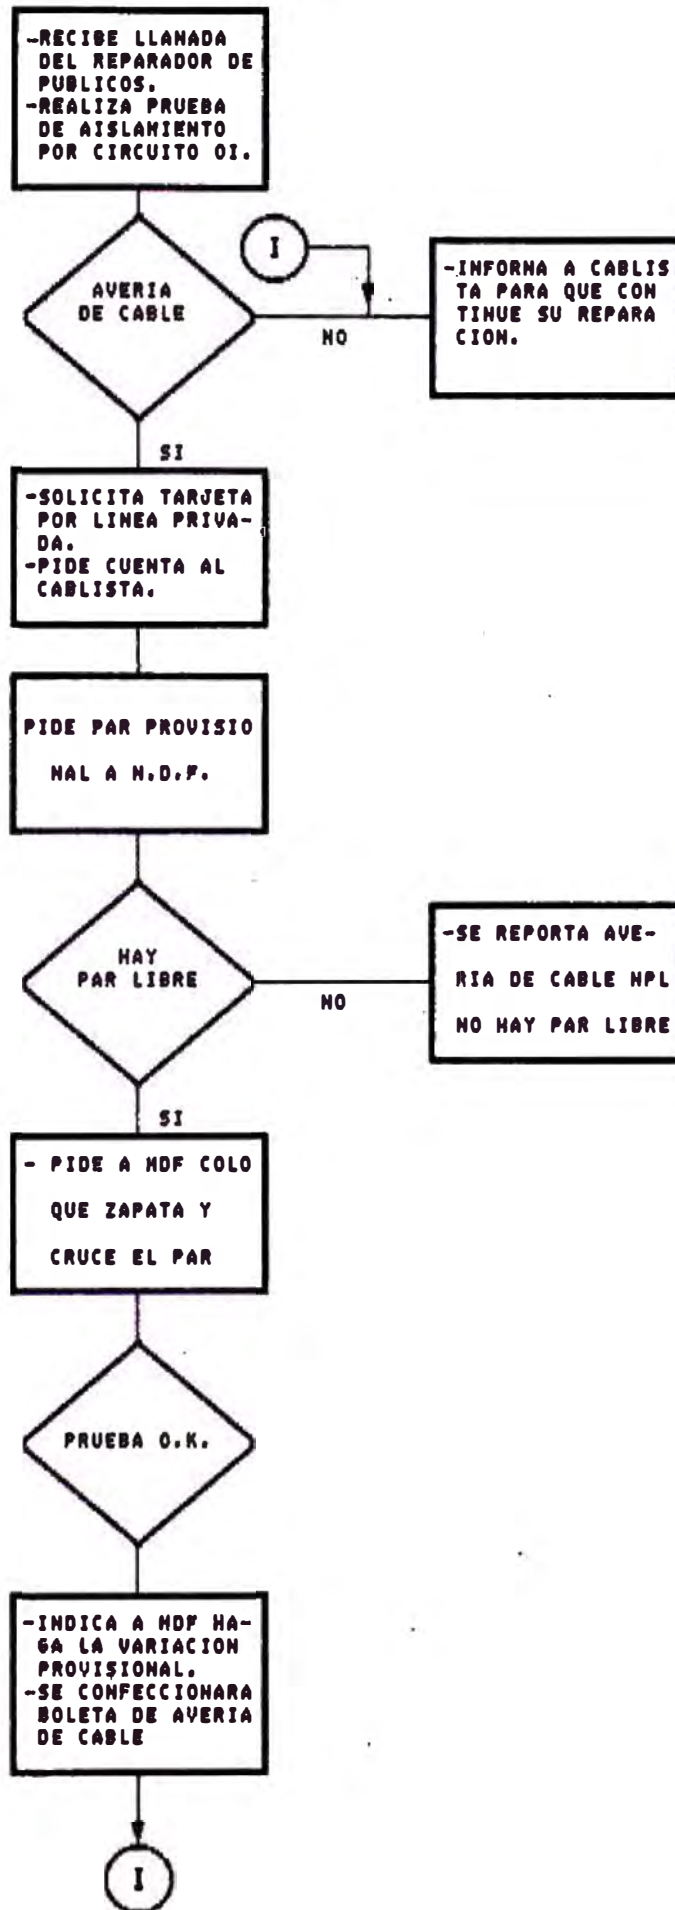 -RECIBE LLAMADA
DEL REPARADOR DE
PUBLICOS.
-REALIZA PRUEBA
DE AISLAMIENTO
POR CIRCUITO OI.
AVERIA
DE CABLE
I
NO
-INFORMA A CABLIS
TA PARA QUE CON
TINUE SU REPARA
CION.
SI
-SOLICITA TARJETA
POR LINEA PRIVA-
DA.
-PIDE CUENTA AL
CABLISTA.
PIDE PAR PROVISIO
NAL A M.D.F.
HAY
PAR LIBRE
NO
-SE REPORTA AVE-
RIA DE CABLE NPL
NO HAY PAR LIBRE
SI
- PIDE A MDF COLO
QUE ZAPATA Y
CRUCE EL PAR
PRUEBA O.K.
-INDICA A MDF HA-
GA LA VARIACION
PROVISIONAL.
-SE CONFECCIONARA
BOLETA DE AVERIA
DE CABLE
I